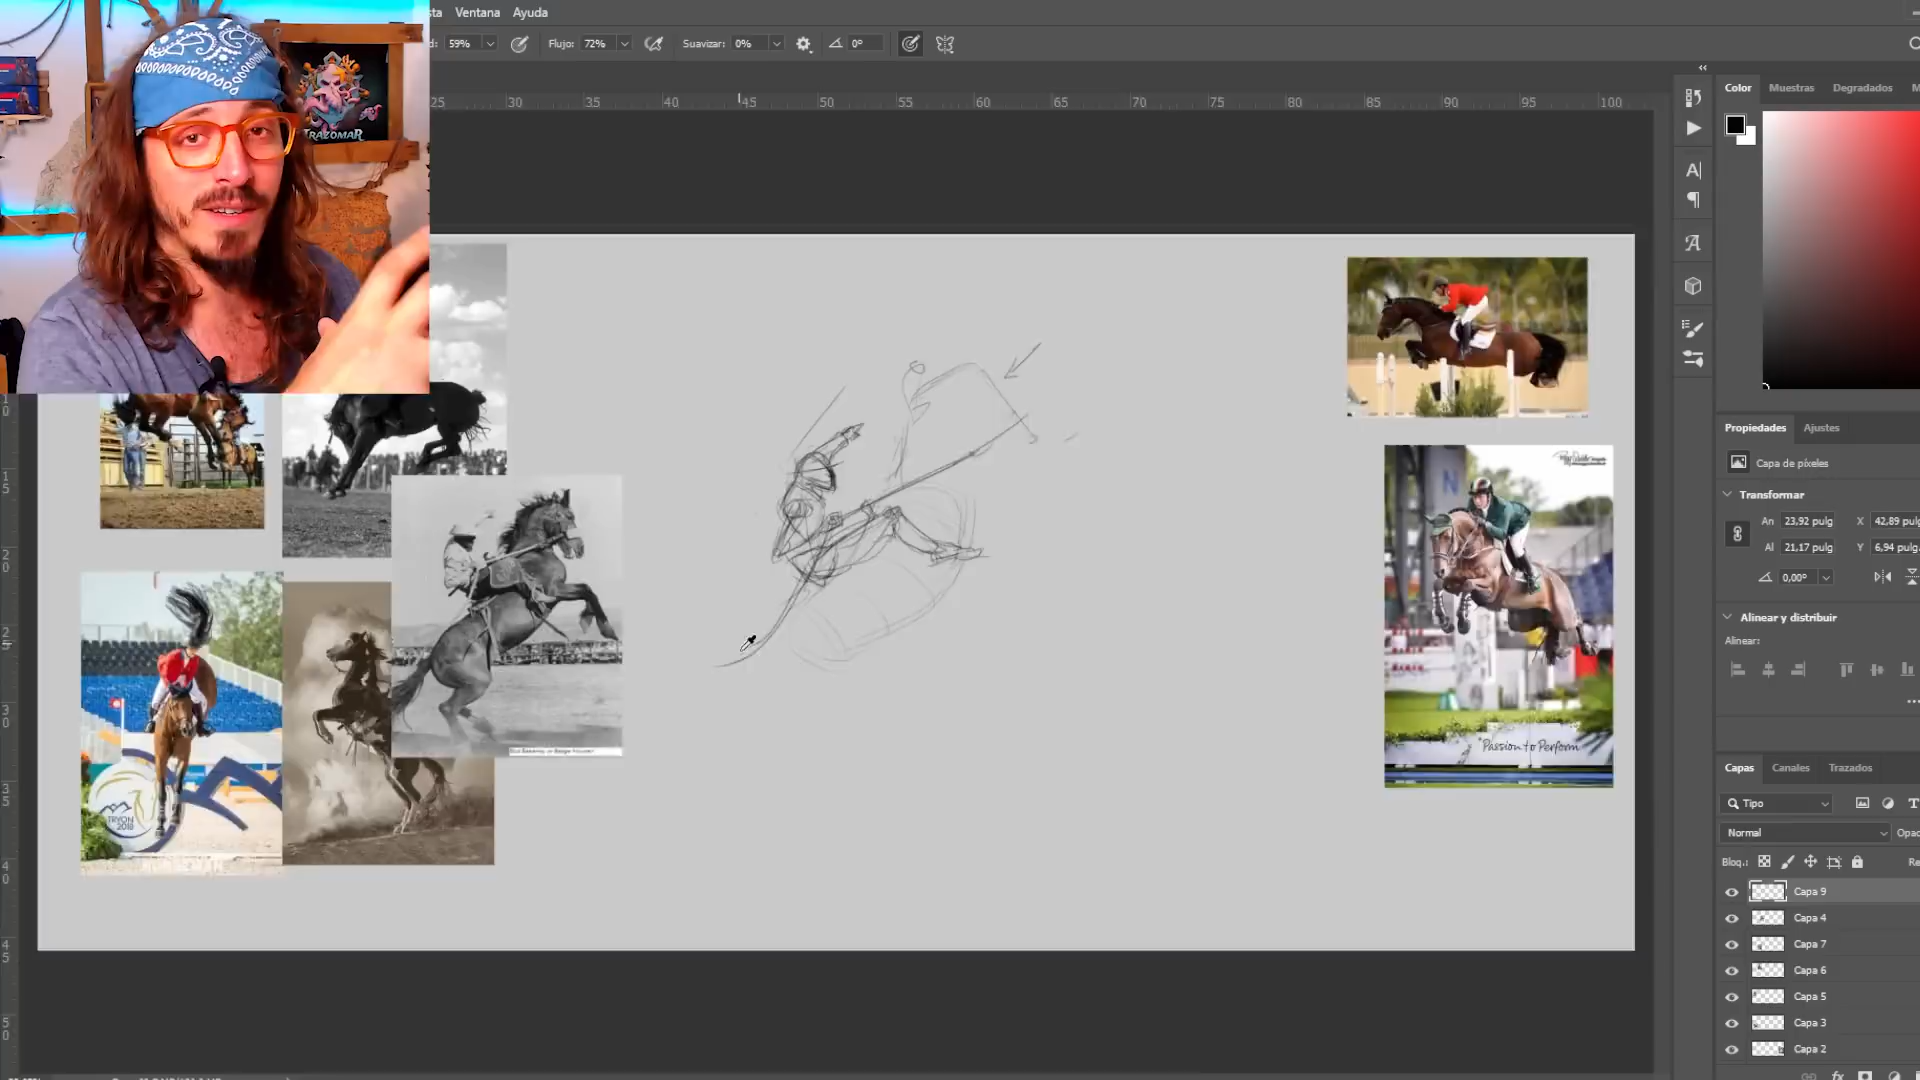 Ventana Ayuda
59% Flujo: 72% Suavizar: 0% 0°
TRAZOMAR
25 30 35 40 45 50 55 60 65 70 75 80 85 90 95 100
Color Muestras Degradados
Propiedades Ajustes
Capa de píxeles
Transformar
An 23,92 pulg X 42,89 pulg
Al 21,17 pulg Y 6,94 pulg
0,00°
Alinear y distribuir
Alinear:
N
"Passion to Perform
TRYON
2018
Capas Canales Trazados
Tipo
Normal
Bloq.:
Capa 9
Capa 4
Capa 7
Capa 6
Capa 5
Capa 3
Capa 2
fx